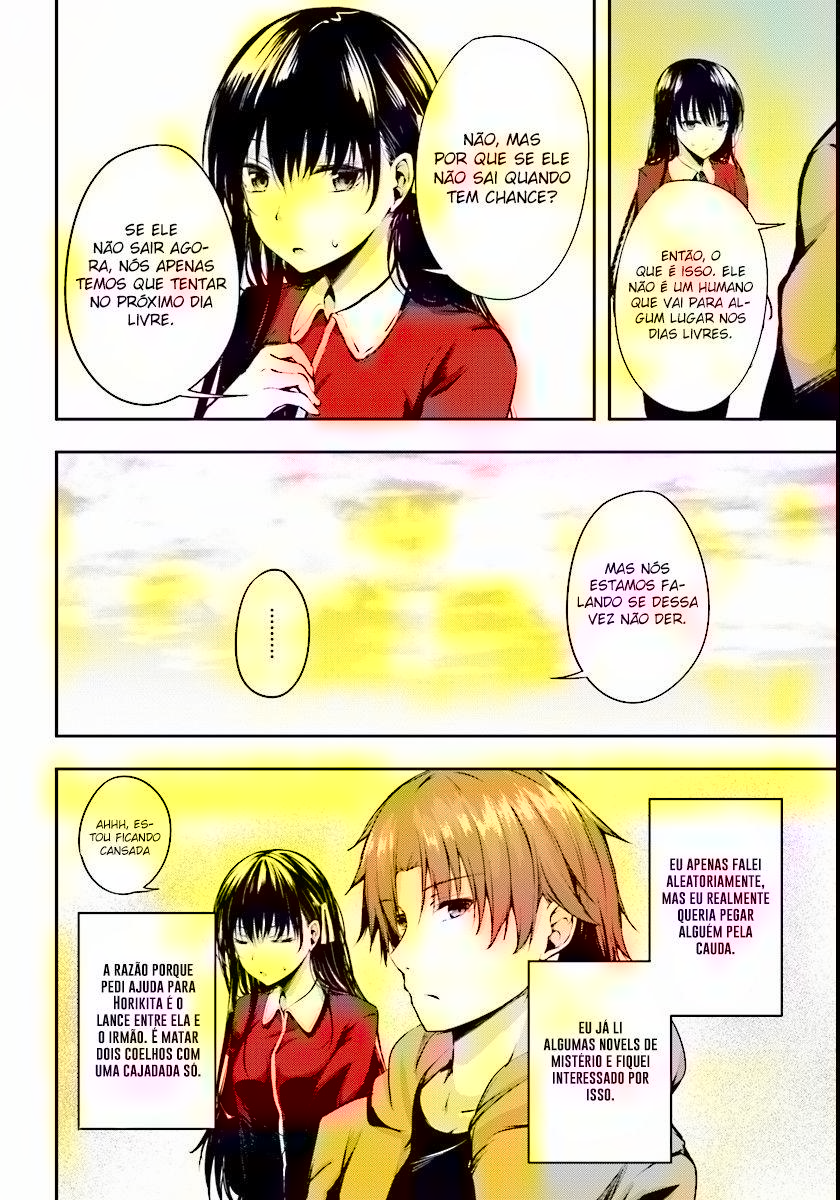 ENTÃO, O
QUE É ISSO. ELE
NÃO É UM HUMANO
QUE VAI PARA AL-
GUM LUGAR NOS
DIAS LIVRES.
NÃO, MAS
POR QUE SE ELE
NÃO SAI QUANDO
TEM CHANCE?
SE ELE
NÃO SAIR AGO-
RA, NÓS APENAS
TEMOS QUE TENTAR
NO PRÓXIMO DIA
LIVRE.
MAS NÓS
ESTAMOS FA-
LANDO SE DESSA
VEZ NÃO DER.
.........
EU APENAS FALEI
ALEATORIAMENTE,
MAS EU REALMENTE
QUERIA PEGAR
ALGUÉM PELA
CAUDA.
EU JÁ LI
ALGUMAS NOVELS DE
MISTÉRIO E FIQUEI
INTERESSADO POR
ISSO.
AHHH, ES-
TOU FICANDO
CANSADA
A RAZÃO PORQUE
PEDI AJUDA PARA
HORIKITA É O
LANCE ENTRE ELA E
O IRMÃO. É MATAR
DOIS COELHOS COM
UMA CAJADADA SÓ.